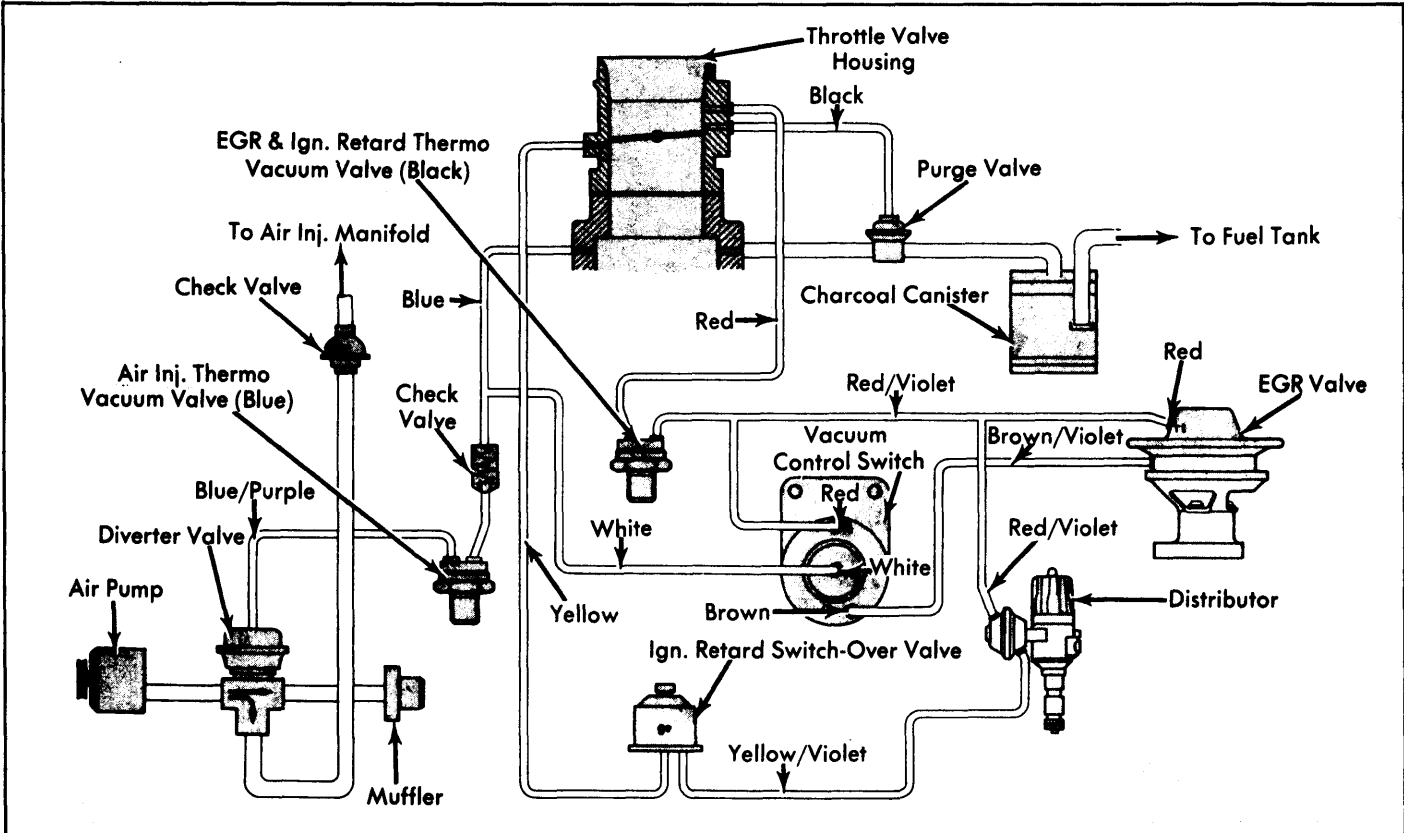 Throttle Valve
Housing
Black
EGR & Ign. Retard Thermo
Vacuum Valve (Black)
Purge Valve
To Air Inj. Manifold
To Fuel Tank
Check Valve
Blue
Charcoal Canister
Red
Red
Air Inj. Thermo
Vacuum Valve (Blue)
Check
Valve
Red/Violet
EGR Valve
Vacuum
Control Switch
Brown/Violet
Blue/Purple
Red
Diverter Valve
White
Red/Violet
White
Air Pump
Yellow
Brown
Distributor
Ign. Retard Switch-Over Valve
Yellow/Violet
Muffler